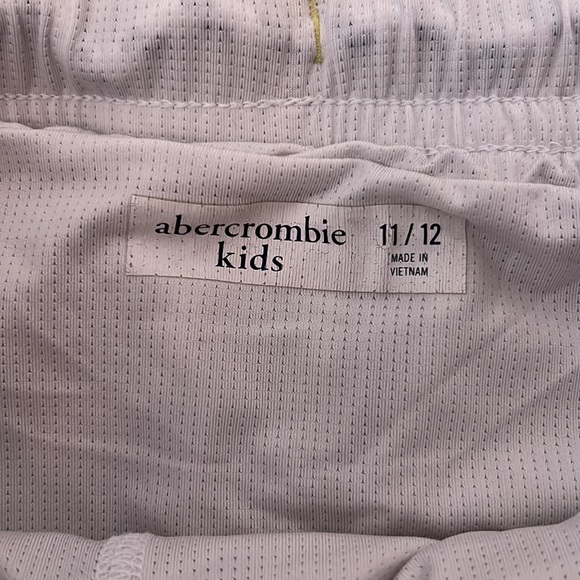 abercrombie
kids
11/12
MADE IN
VIETNAM